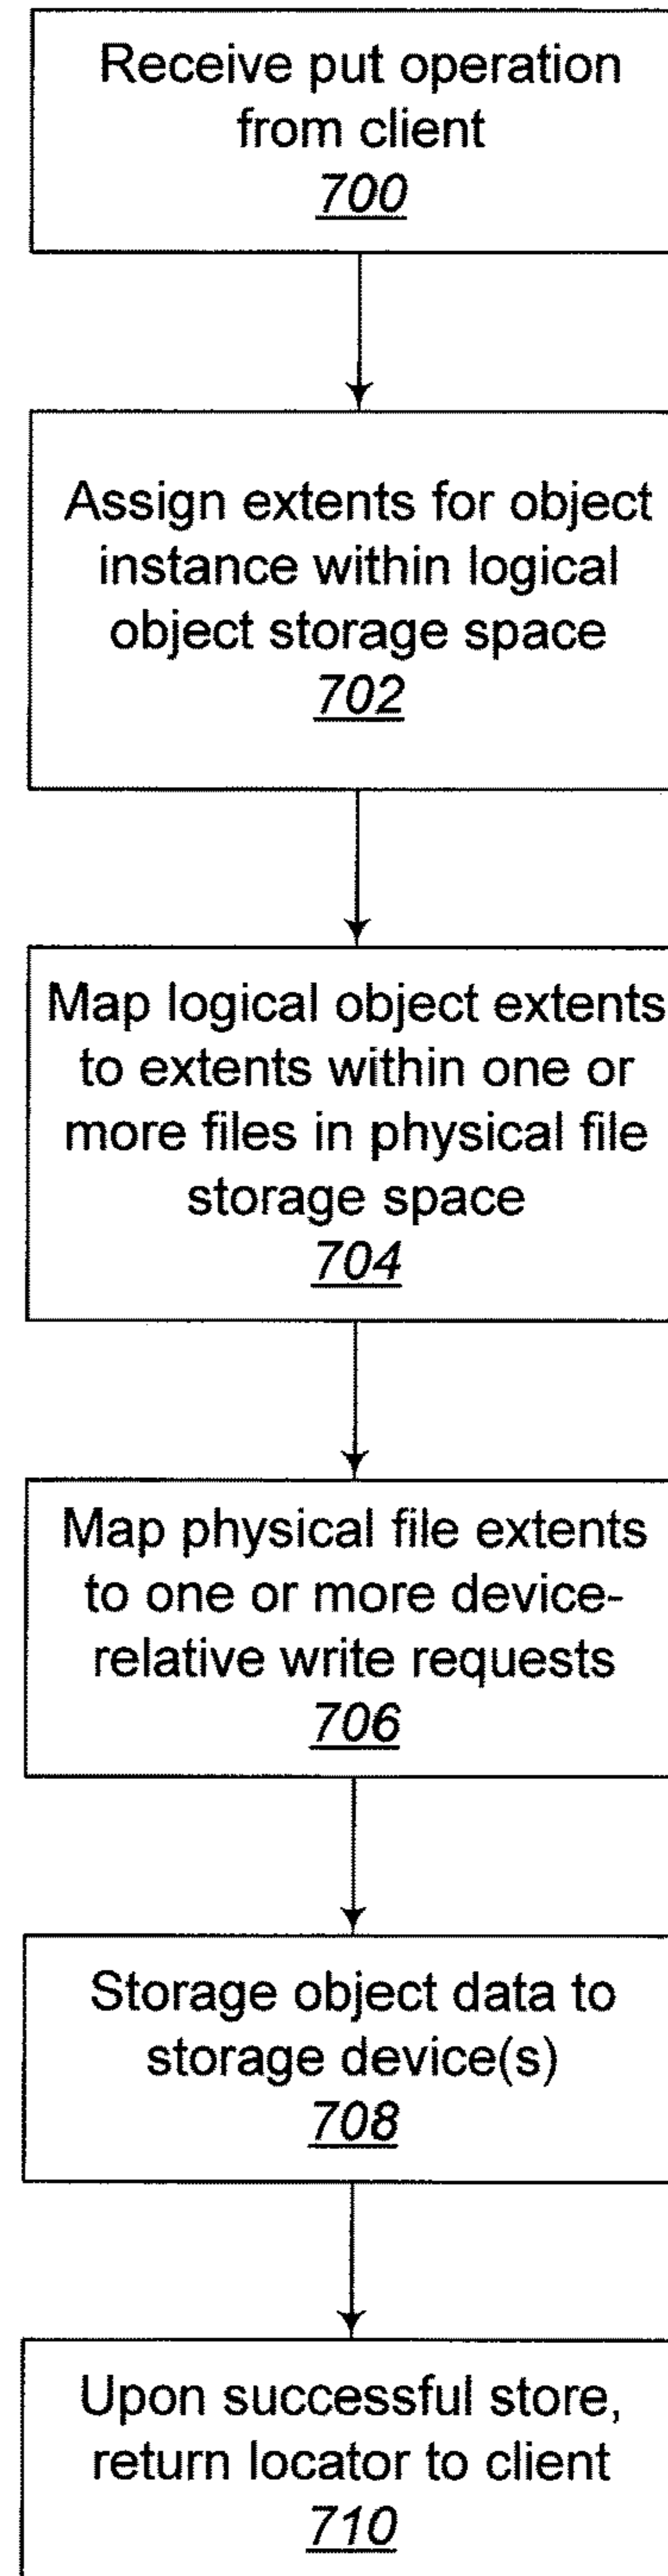 Receive put operation
from client
700
Assign extents for object
instance within logical
object storage space
702
Map logical object extents
to extents within one or
more files in physical file
storage space
704
Map physical file extents
to one or more device-
relative write requests
706
Storage object data to
storage device(s)
708
Upon successful store,
return locator to client
710